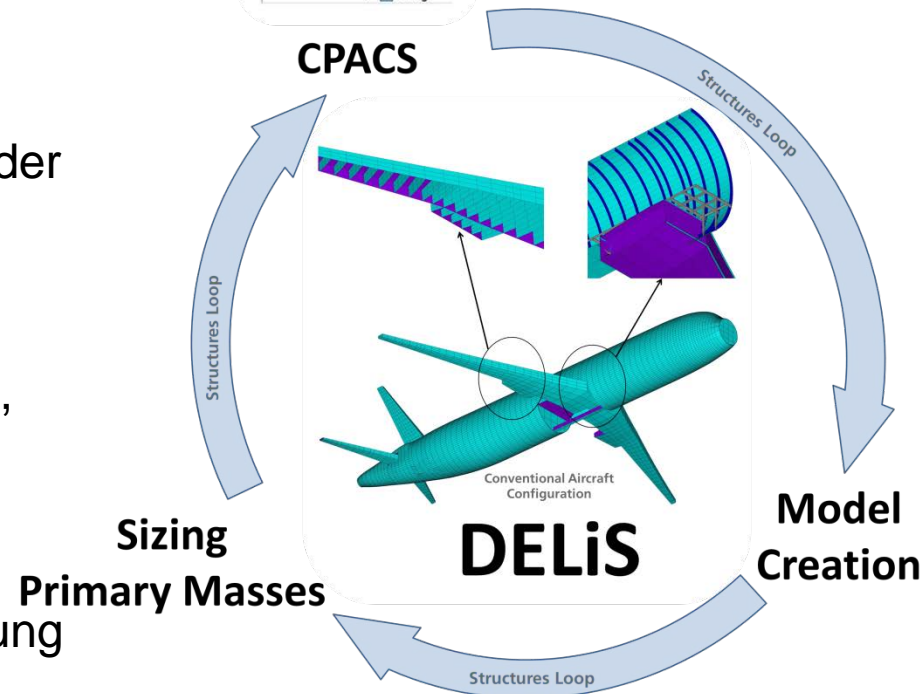 CPACS
Structures Loop
der
Structures Loop
,
Conventional Aircraft
Configuration
DELiS
Model
Creation
Sizing
Primary Masses
ung
Structures Loop